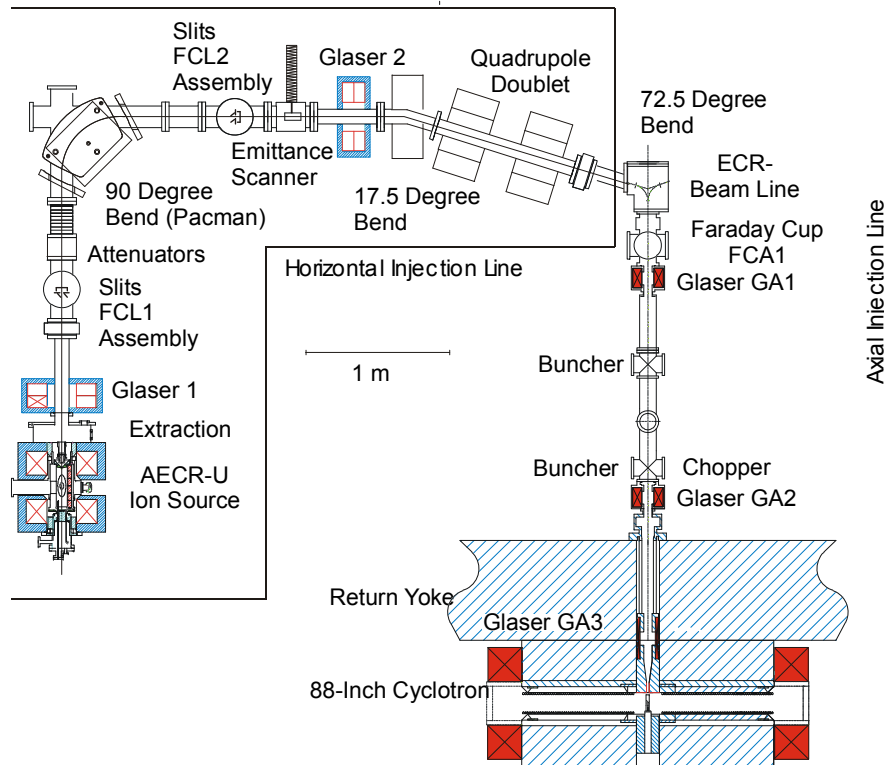 Slits
FCL2
Assembly
Glaser 2
Quadrupole
Doublet
72.5 Degree
Bend
Emittance
Scanner
ECR-
Beam Line
90 Degree
Bend (Pacman)
17.5 Degree
Bend
Faraday Cup
FCA1
Attenuators
Horizontal Injection Line
Glaser GA1
Slits
FCL1
Assembly
Axial Injection Line
1 m
Buncher
Glaser 1
Extraction
AECR-U
Ion Source
Buncher
Chopper
Glaser GA2
Return Yoke
Glaser GA3
88-Inch Cyclotron